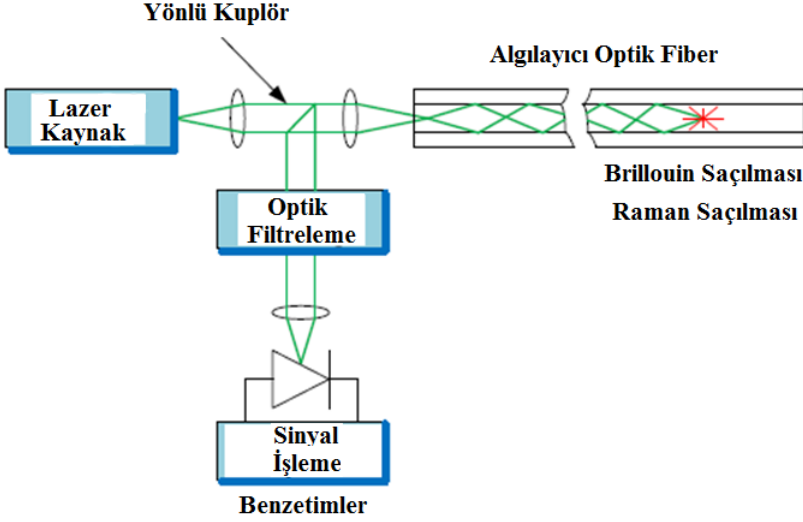 Yönlü Kuplör
Algılayıcı Optik Fiber
Lazer
Kaynak
Brillouin Saçılması
Raman Saçılması
Optik
Filtreleme
Sinyal
İşleme
Benzetimler